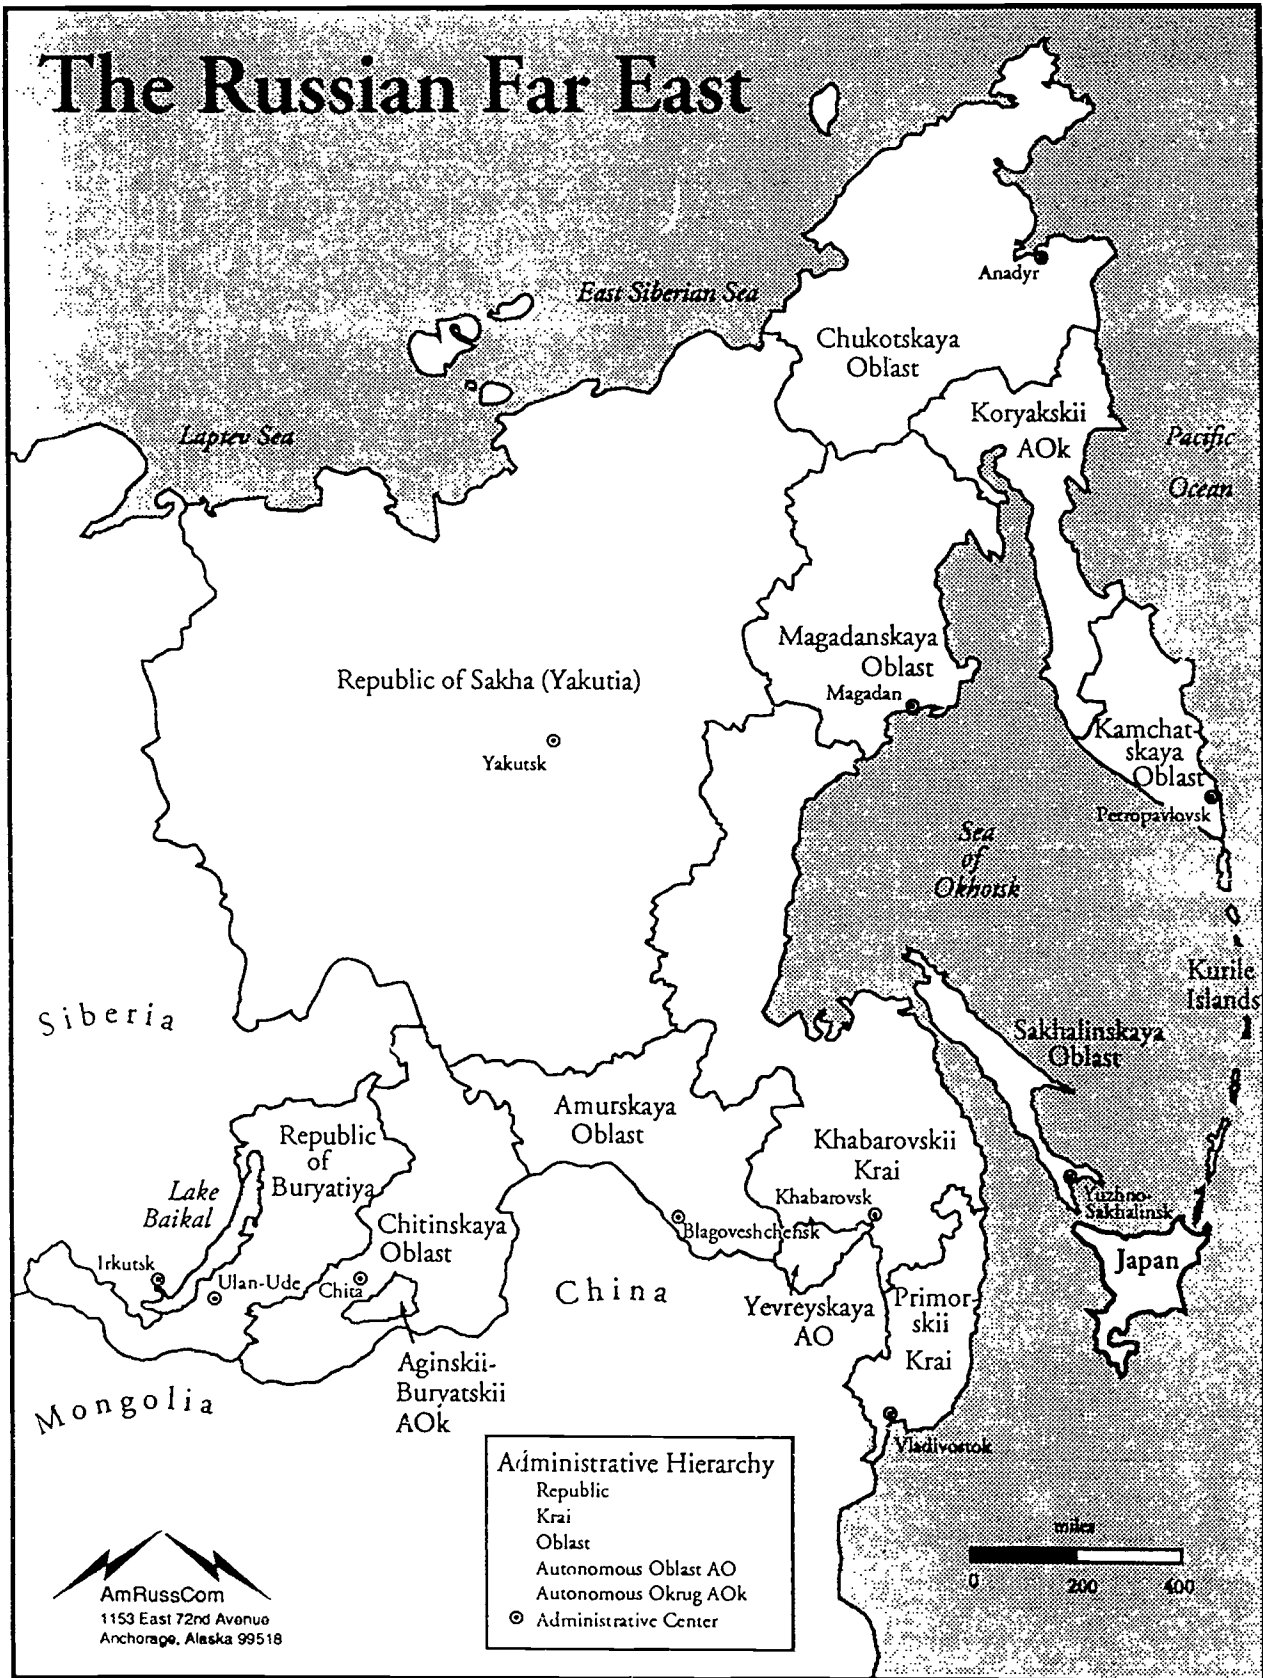 The Russian Far East
East Siberian Sea
Laptev Sea
Anadyr
Chukotskaya
Oblast
Koryakskii
AOk
Pacific
Ocean
Magadanskaya
Oblast
Magadan
Republic of Sakha (Yakutia)
Yakutsk
Kamchat-
skaya
Oblast
Petropavlovsk
Sea
of
Okhotsk
Kurile
Islands
Siberia
Sakhalinskaya
Oblast
Amurskaya
Oblast
Republic
of
Buryatiya
Khabarovskii
Krai
Lake
Baikal
Khabarovsk
Yuzhno-
Sakhalinsk
Chitinskaya
Oblast
Blagoveshchensk
Irkutsk
Ulan-Ude
Chita
China
Japan
Yevreyskaya
AO
Primor-
skii
Krai
Aginskii-
Buryatskii
AOk
Mongolia
Vladivostok
Administrative Hierarchy
Republic
Krai
Oblast
Autonomous Oblast AO
Autonomous Okrug AOk
Administrative Center
miles
0 200 400
AmRussCom
1153 East 72nd Avenue
Anchorage, Alaska 99518